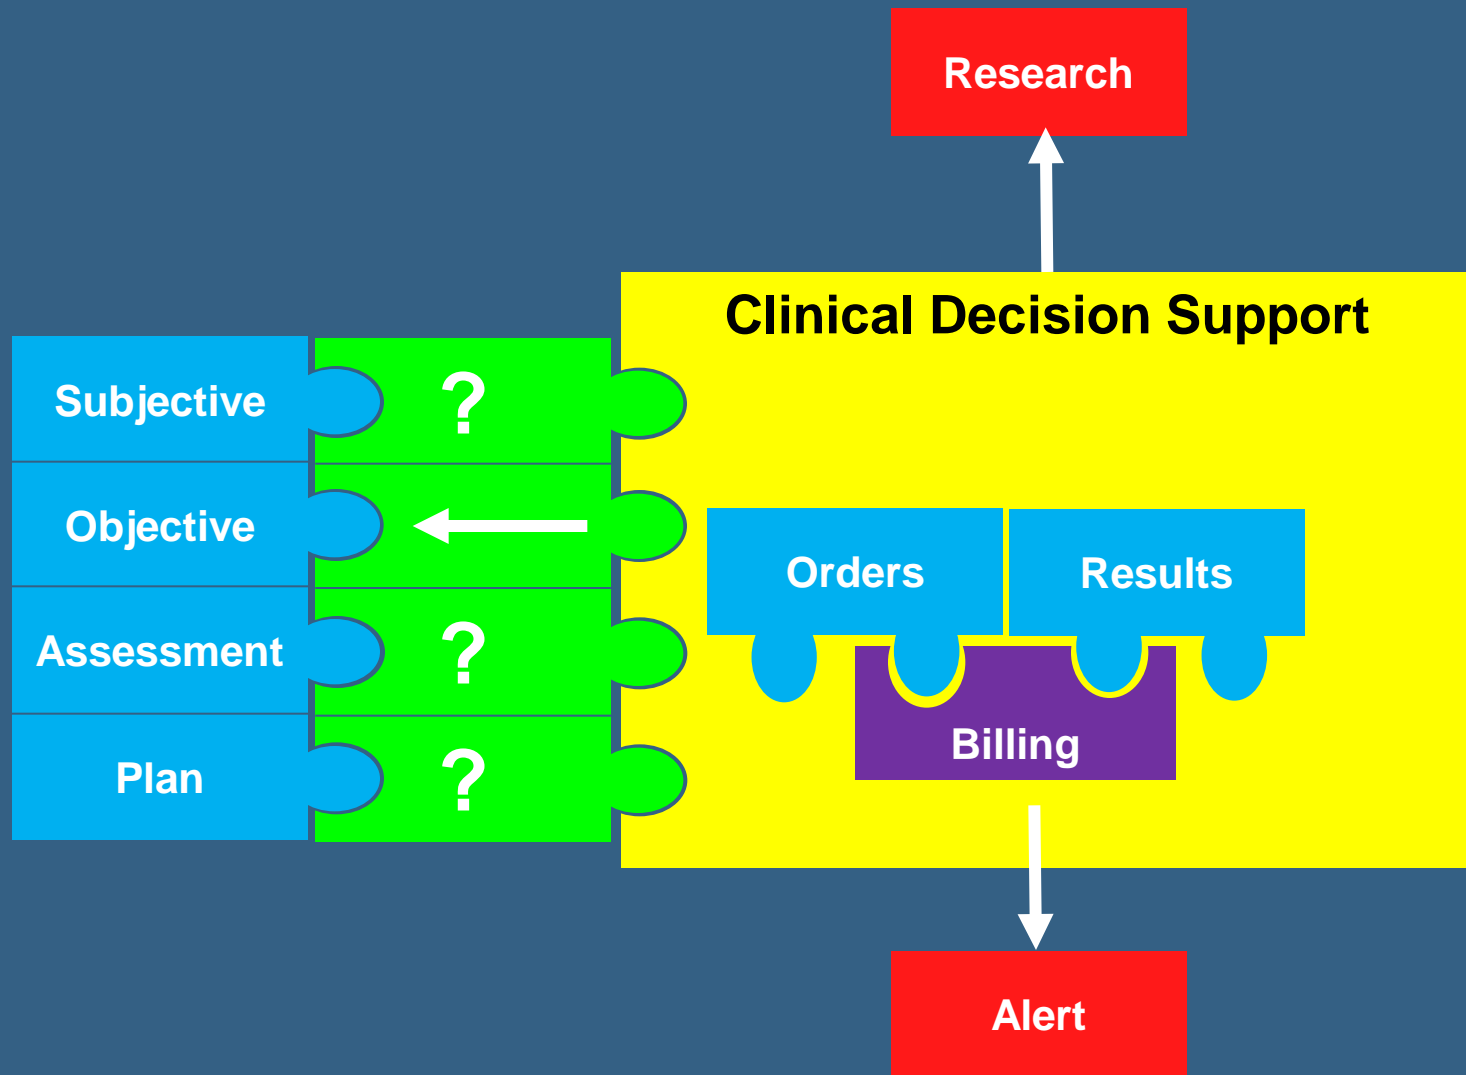 Research
Clinical Decision Support
Subjective
?
Objective
Orders
Results
Assessment
?
Billing
Plan
?
Alert